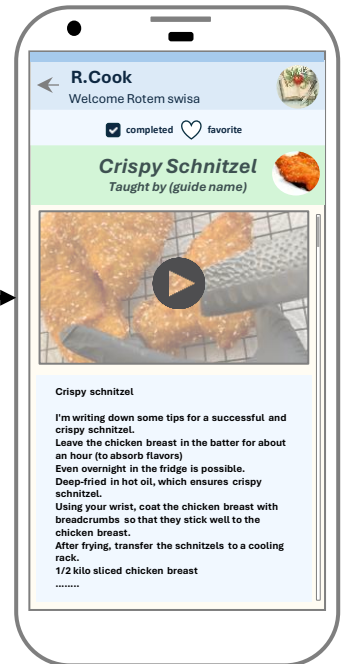 R.Cook
Welcome Rotem swisa
completed favorite
Crispy Schnitzel
Taught by (guide name)
Crispy schnitzel
I'm writing down some tips for a successful and
crispy schnitzel.
Leave the chicken breast in the batter for about
an hour (to absorb flavors)
Even overnight in the fridge is possible.
Deep-fried in hot oil, which ensures crispy
schnitzel.
Using your wrist, coat the chicken breast with
breadcrumbs so that they stick well to the
chicken breast.
After frying, transfer the schnitzels to a cooling
rack.
1/2 kilo sliced chicken breast
........